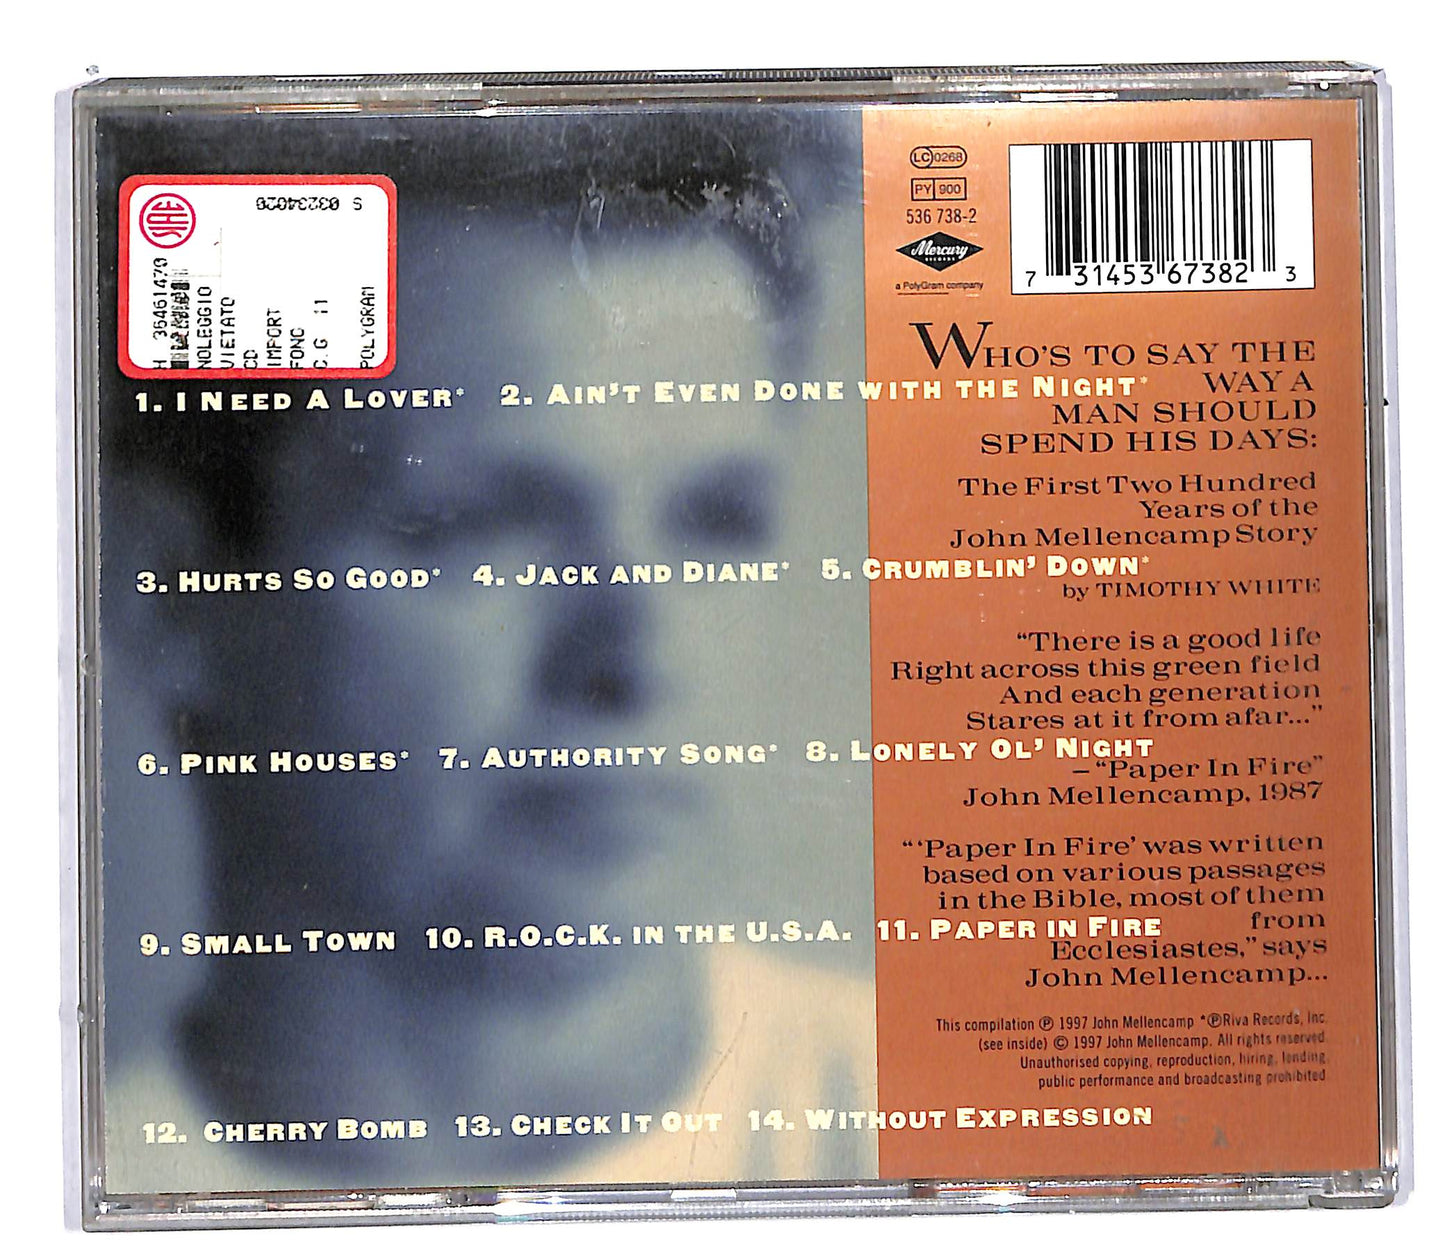 S 03234020
H 36461470
NOLEGGIO
VIETATO
CD
IMPORT
FONO
C.G 11
POLYGRAM
1. I NEED A LOVER* 2. AIN'T EVEN DONE WITH THE NIGHT*
3. HURTS SO GOOD* 4. JACK AND DIANE* 5. CRUMBLIN' DOWN*
6. PINK HOUSES* 7. AUTHORITY SONG* 8. LONELY OL' NIGHT
9. SMALL TOWN 10. R.O.C.K. IN THE U.S.A. 11. PAPER IN FIRE
12. CHERRY BOMB 13. CHECK IT OUT 14. WITHOUT EXPRESSION
LC 0268
PY 900
536 738-2
Mercury
RECORDS
a PolyGram company
7 31453 67382 3
WHO'S TO SAY THE
WAY A
MAN SHOULD
SPEND HIS DAYS:
The First Two Hundred
Years of the
John Mellencamp Story
by TIMOTHY WHITE
“There is a good life
Right across this green field
And each generation
Stares at it from afar...”
– “Paper In Fire”
John Mellencamp, 1987
“‘Paper In Fire’ was written
based on various passages
in the Bible, most of them
from
Ecclesiastes,” says
John Mellencamp...
This compilation ℗ 1997 John Mellencamp *℗ Riva Records, Inc.
(see inside) © 1997 John Mellencamp. All rights reserved.
Unauthorised copying, reproduction, hiring, lending,
public performance and broadcasting prohibited.